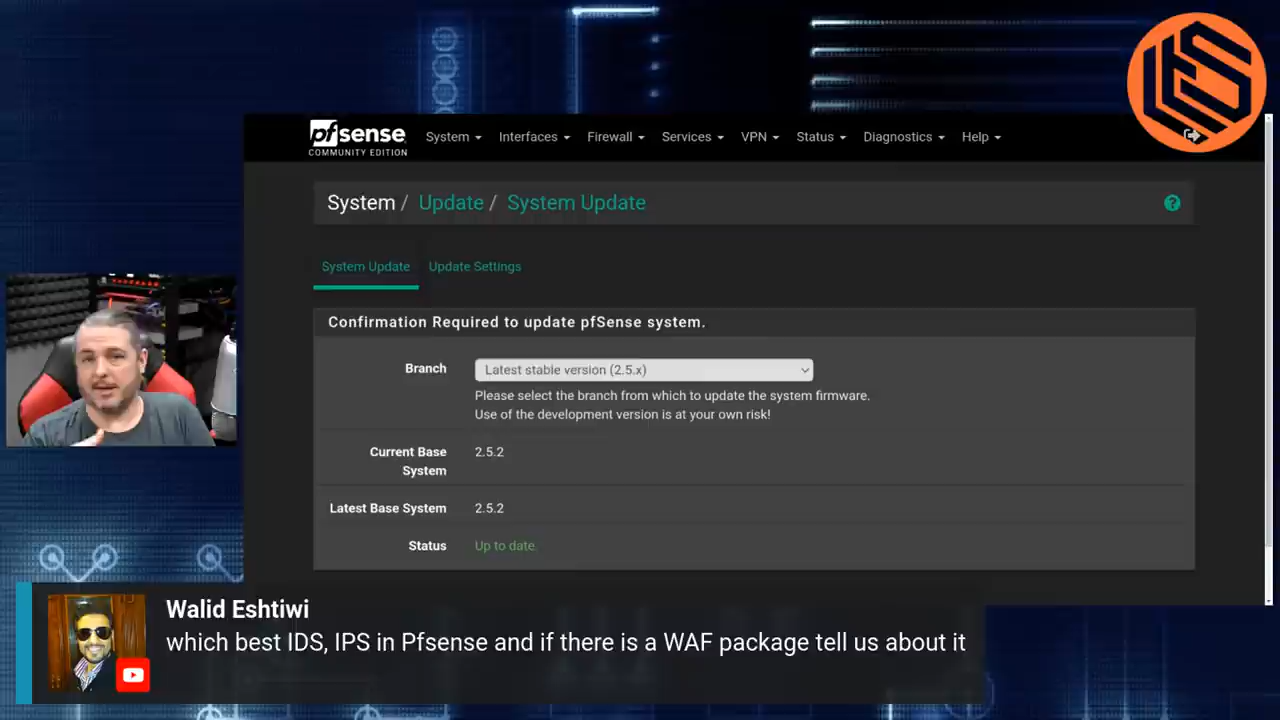 pfsense
COMMUNITY EDITION
System
Interfaces
Firewall
Services
VPN
Status
Diagnostics
Help
System / Update / System Update
System Update
Update Settings
Confirmation Required to update pfSense system.
Branch
Latest stable version (2.5.x)
Please select the branch from which to update the system firmware.
Use of the development version is at your own risk!
Current Base
System
2.5.2
Latest Base System
2.5.2
Status
Up to date.
Walid Eshtiwi
which best IDS, IPS in Pfsense and if there is a WAF package tell us about it